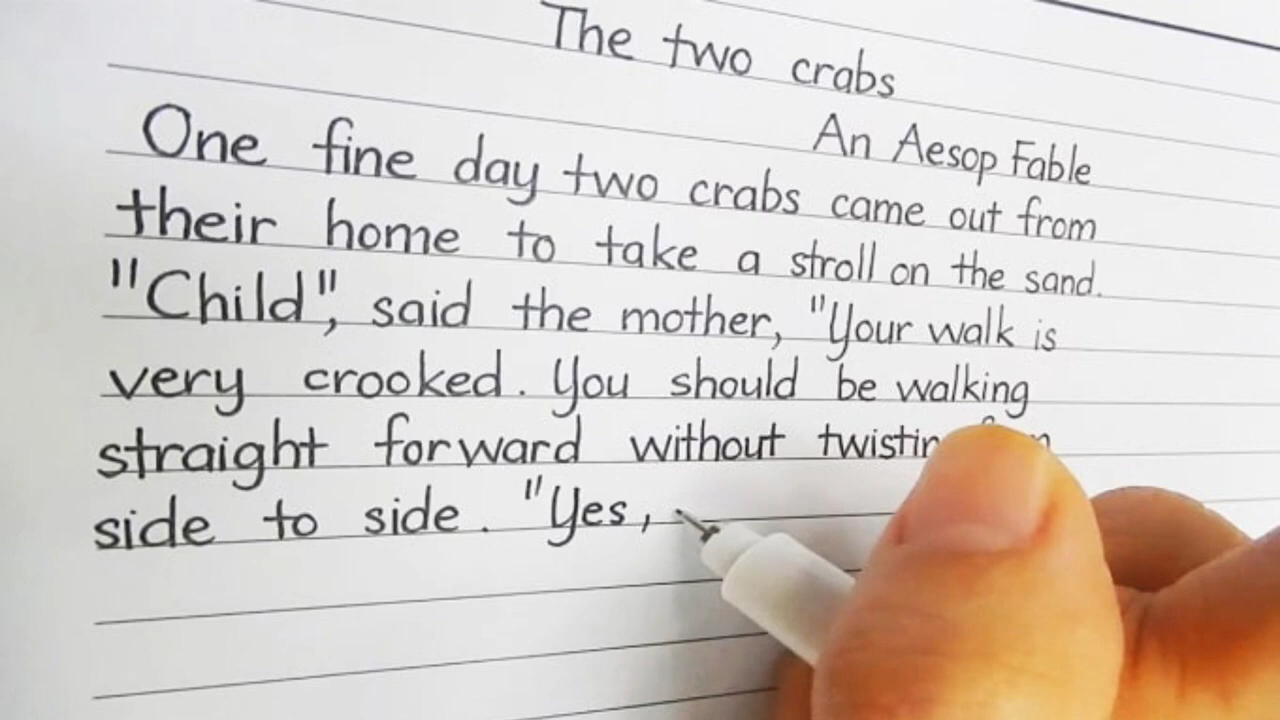 The two crabs
An Aesop Fable
One fine day two crabs came out from
their home to take a stroll on the sand.
"Child", said the mother, "Your walk is
very crooked. You should be walking
straight forward without
side to side. "Yes,